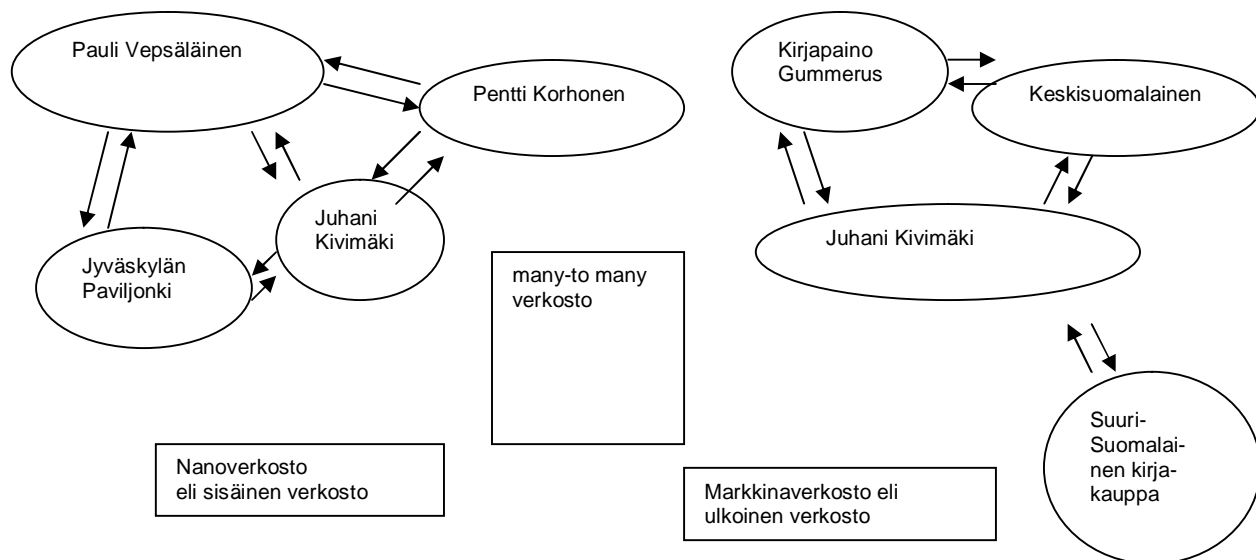 Pauli Vepsäläinen
Pentti Korhonen
Juhani
Kivimäki
Jyväskylän
Paviljonki
Kirjapaino
Gummerus
Keskisuomalainen
Juhani Kivimäki
many-to many
verkosto
Suuri-
Suomalai-
nen kirja-
kauppa
Nanoverkosto
eli sisäinen verkosto
Markkinaverkosto eli
ulkoinen verkosto